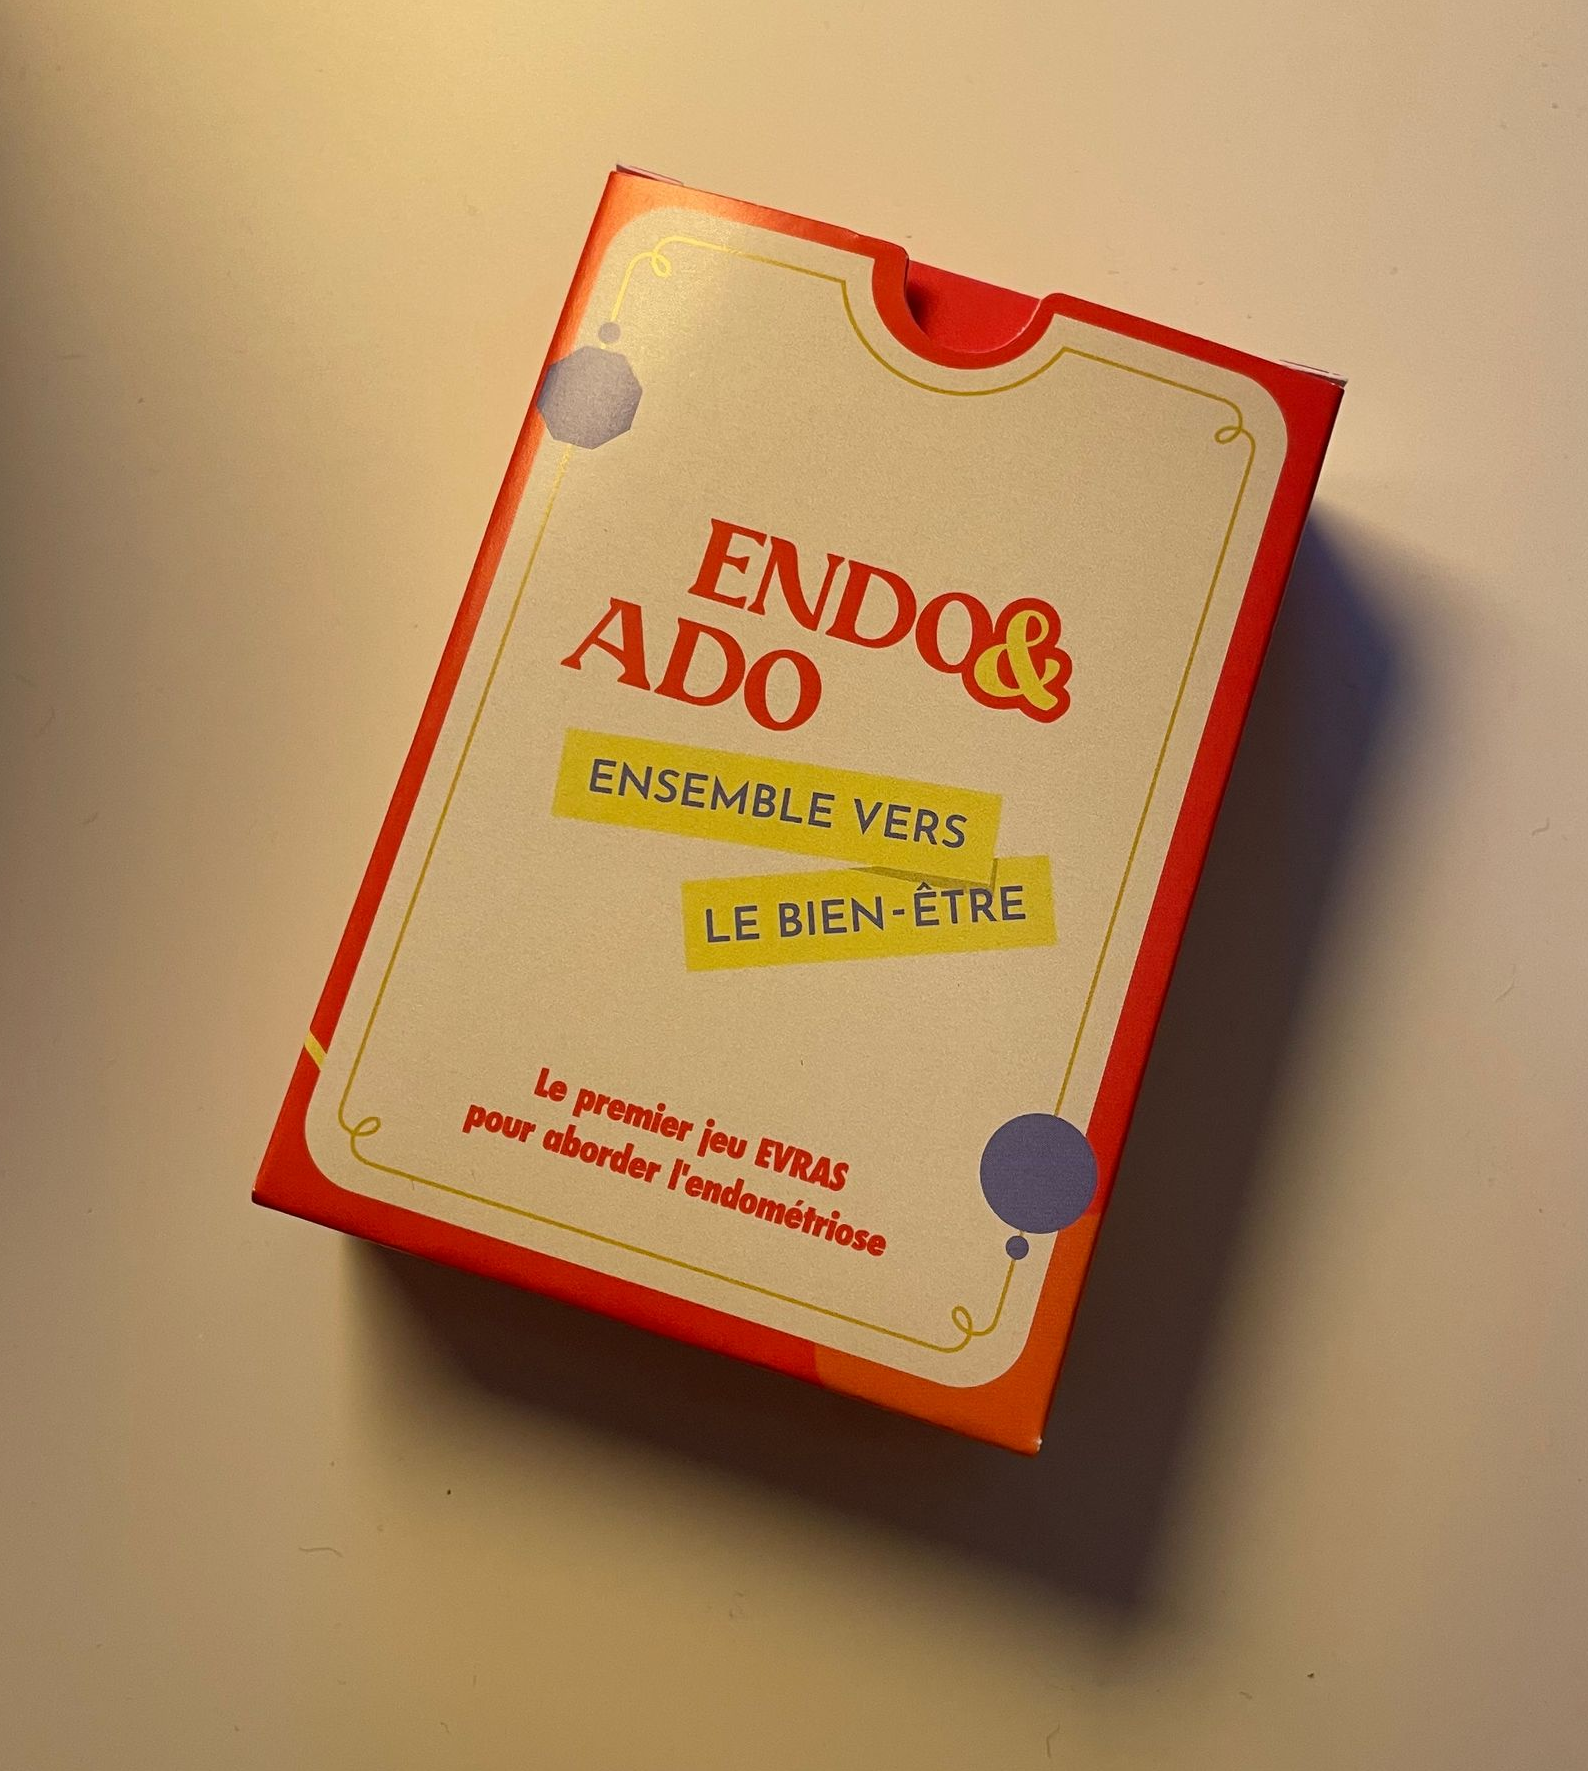 ENDO&
ADO
ENSEMBLE VERS
LE BIEN-ÊTRE
Le premier jeu EVRAS
pour aborder l'endométriose